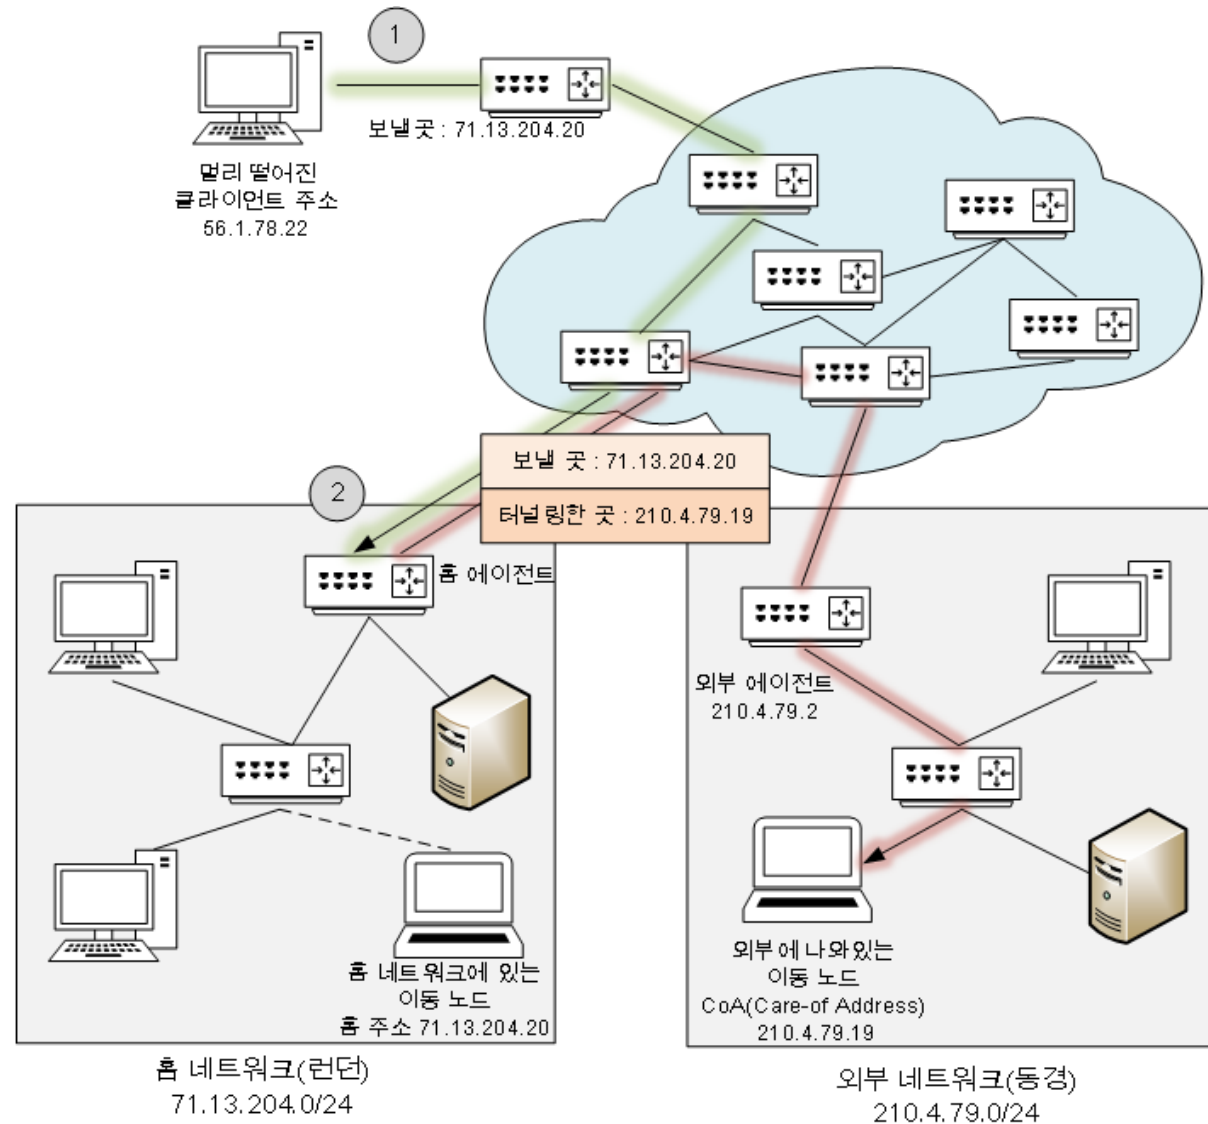 1
보낼곳 : 71.13.204.20
멀리 떨어진
클라이언트 주소
56.1.78.22
보낼 곳 : 71.13.204.20
터널링한 곳 : 210.4.79.19
2
홈 에이전트
외부 에이전트
210.4.79.2
홈 네트워크에 있는
이동 노드
홈 주소 71.13.204.20
외부에 나와있는
이동 노드
CoA(Care-of Address)
210.4.79.19
홈 네트워크(런던)
71.13.204.0/24
외부 네트워크(동경)
210.4.79.0/24